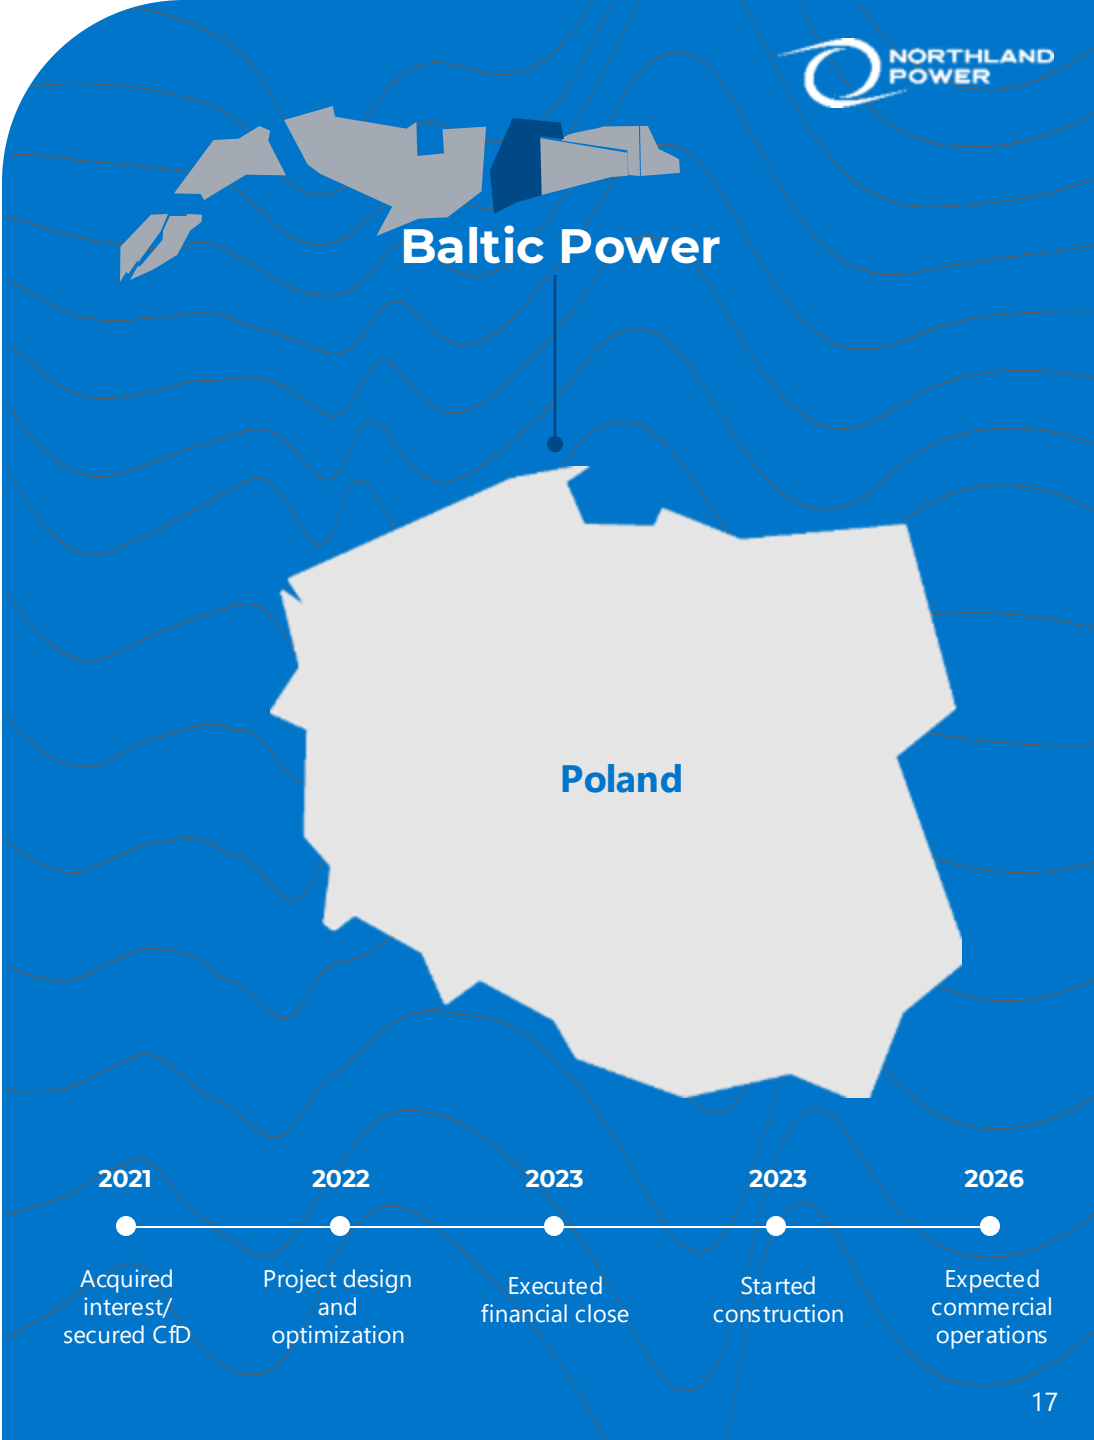 NORTHLAND
POWER
Baltic Power
Poland
2021
2022
2023
2023
2026
Acquired
interest/
secured CfD
Project design
and
optimization
Executed
financial close
Started
construction
Expected
commercial
operations
17